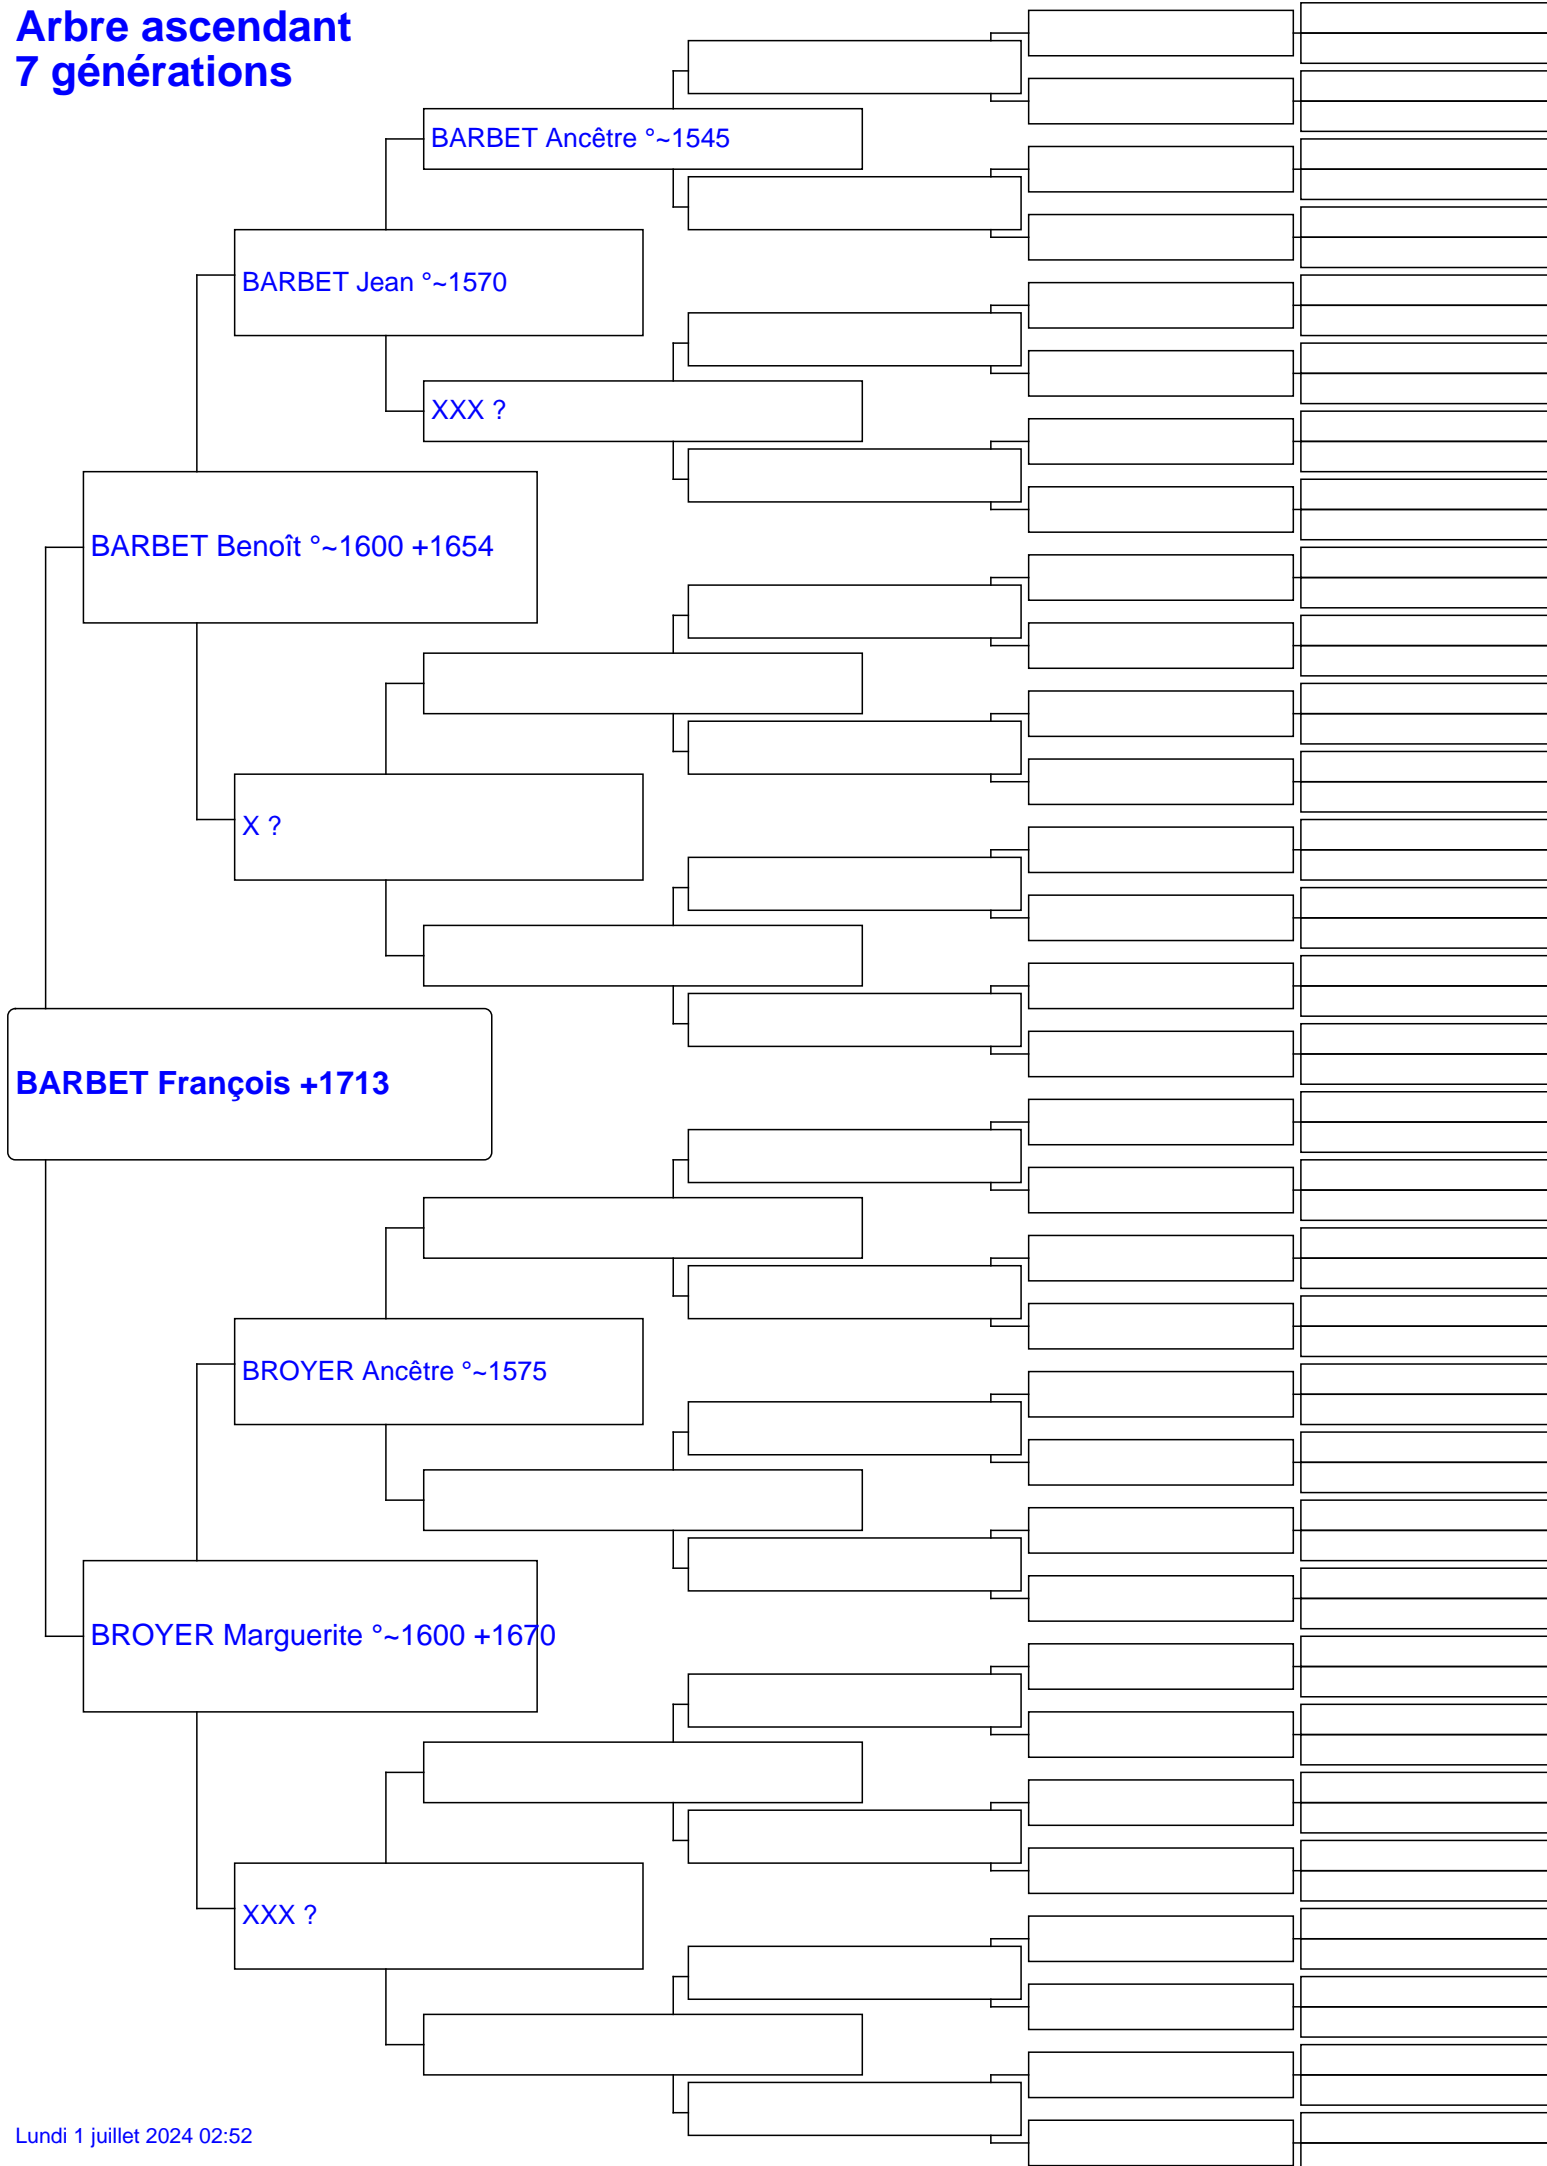 Arbre ascendant
7 générations
BARBET Ancêtre °~1545
BARBET Jean °~1570
XXX ?
BARBET Benoît °~1600 +1654
X ?
BARBET François +1713
BROYER Ancêtre °~1575
BROYER Marguerite °~1600 +1670
XXX ?
Lundi 1 juillet 2024 02:52